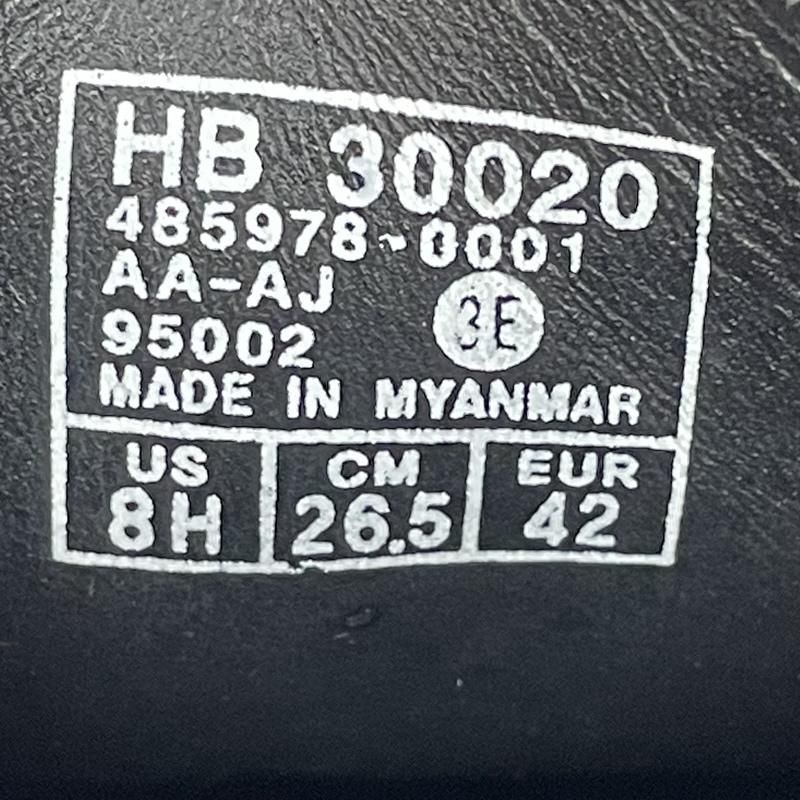 HB 30020
485978-0001
AA-AJ
95002 3E
MADE IN MYANMAR
US CM EUR
8H 26.5 42